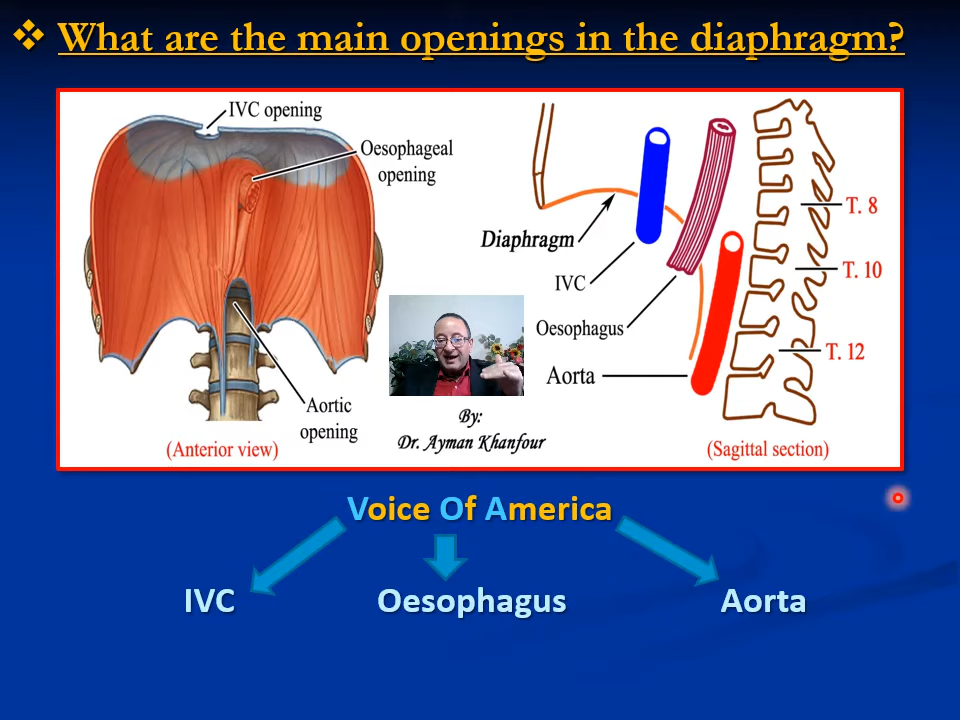 What are the main openings in the diaphragm?
IVC opening
Oesophageal
opening
Aortic
opening
(Anterior view)
Diaphragm
IVC
Oesophagus
Aorta
T. 8
T. 10
T. 12
(Sagittal section)
By:
Dr. Ayman Khanfour
Voice Of America
IVC Oesophagus Aorta